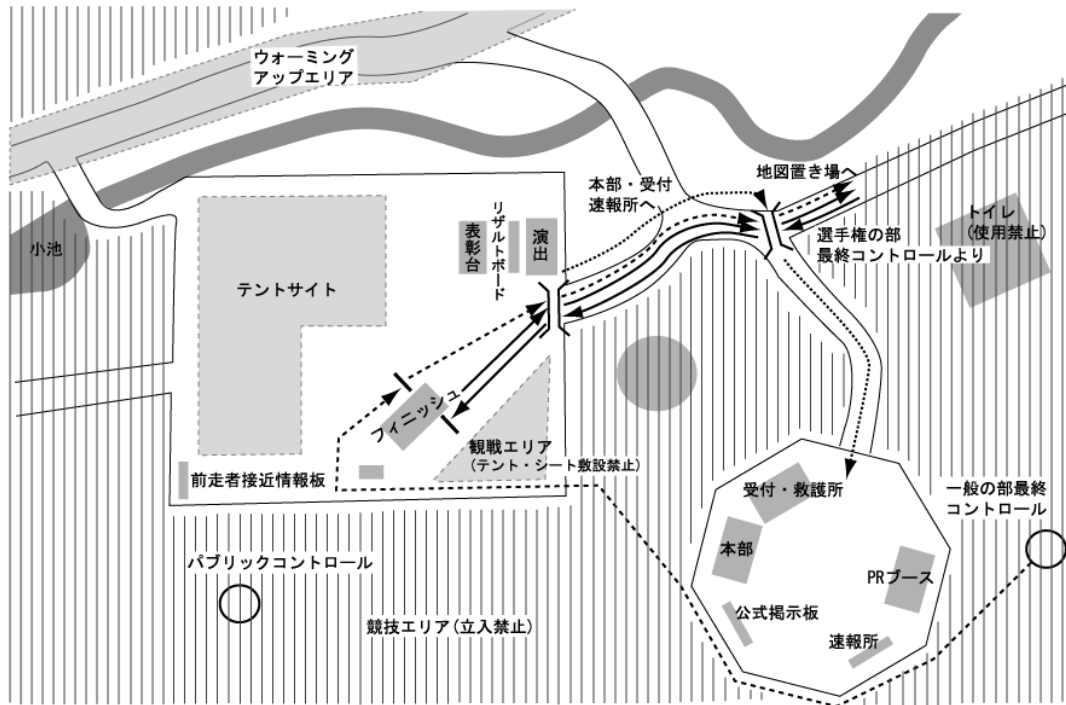 ウォーミング
アップエリア
地図置き場へ
本部・受付
速報所へ
トイレ
(使用禁止)
選手権の部
最終コントロールより
小池
表彰台
リザルトボード
演出
テントサイト
フィニッシュ
観戦エリア
(テント・シート敷設禁止)
前走者接近情報板
受付・救護所
一般の部最終
コントロール
本部
PRブース
パブリックコントロール
公式掲示板
競技エリア(立入禁止)
速報所